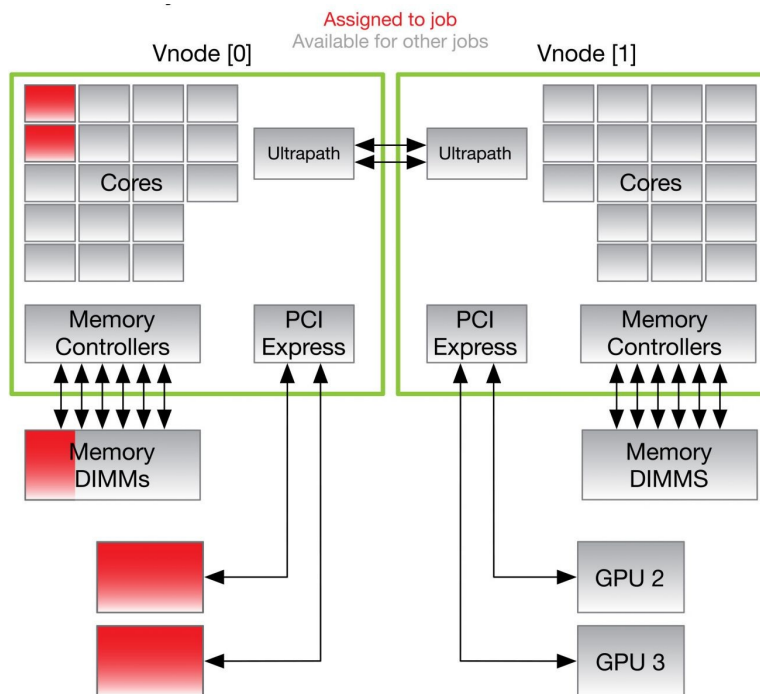 Assigned to job
Available for other jobs
Vnode [0]
Vnode [1]
Cores
Ultrapath
Ultrapath
Cores
Memory
Controllers
PCI
Express
PCI
Express
Memory
Controllers
Memory
DIMMs
Memory
DIMMS
GPU 2
GPU 3